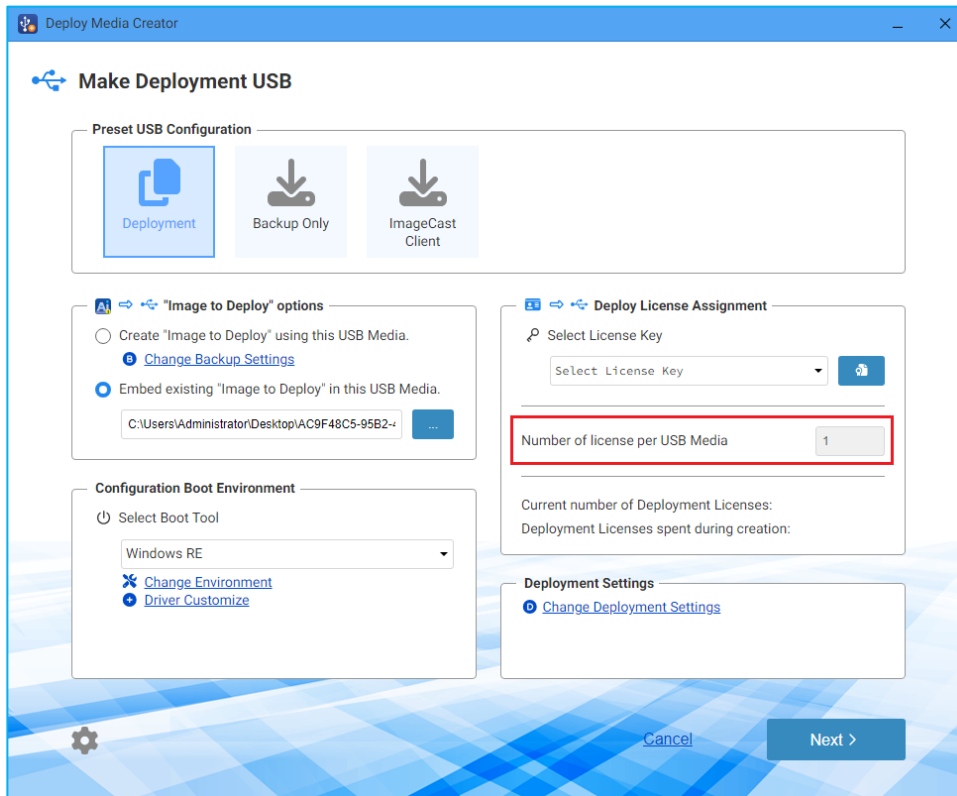 Deploy Media Creator
Make Deployment USB
Preset USB Configuration
Deployment
Backup Only
ImageCast
Client
"Image to Deploy" options
Create "Image to Deploy" using this USB Media.
B Change Backup Settings
Embed existing "Image to Deploy" in this USB Media.
C:\Users\Administrator\Desktop\AC9F48C5-95B2-
...
Configuration Boot Environment
Select Boot Tool
Windows RE
Change Environment
Driver Customize
Deploy License Assignment
Select License Key
Select License Key
Number of license per USB Media 1
Current number of Deployment Licenses:
Deployment Licenses spent during creation:
Deployment Settings
D Change Deployment Settings
Cancel
Next >